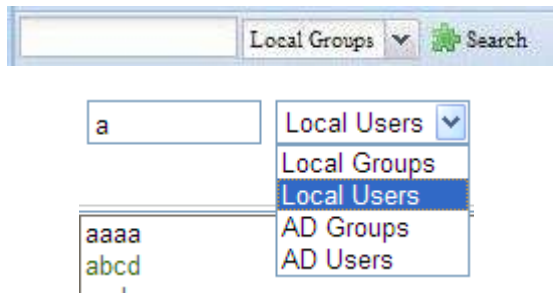 Local Groups Search
a Local Users
Local Groups
Local Users
AD Groups
AD Users
aaaa
abcd